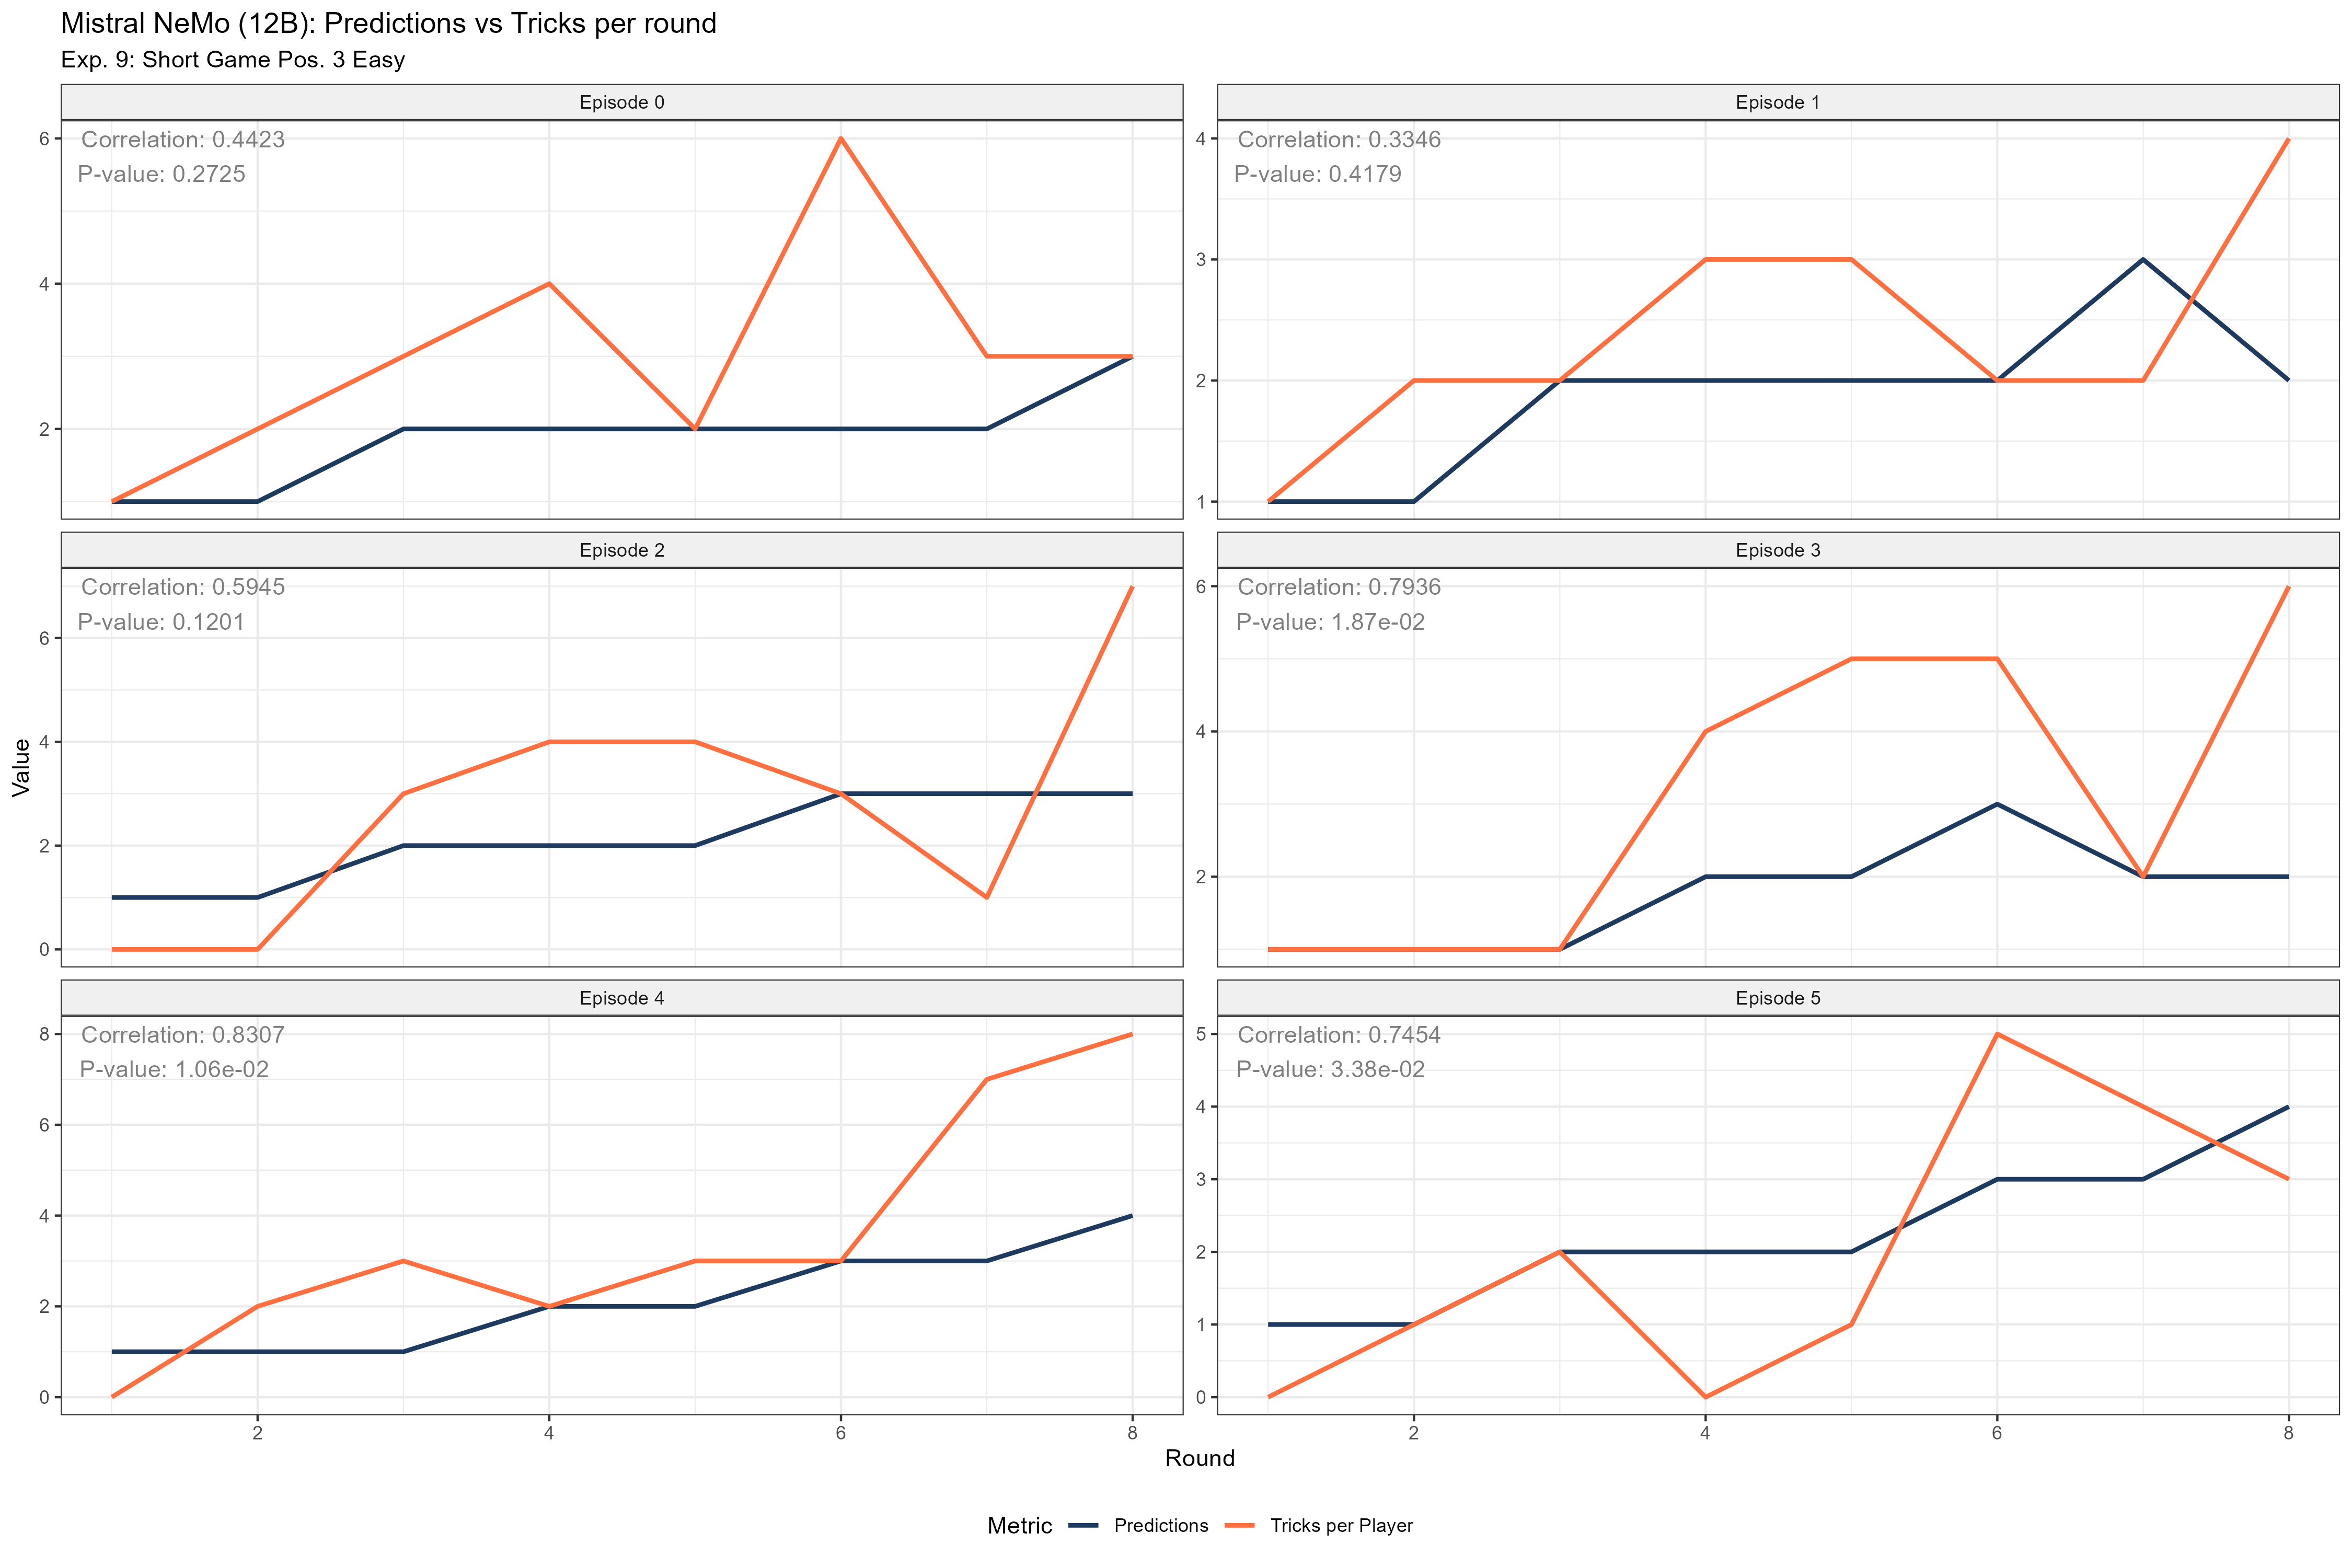 Mistral NeMo (12B): Predictions vs Tricks per round
Exp. 9: Short Game Pos. 3 Easy
Episode 0
Correlation: 0.4423
P-value: 0.2725
6
4
2
Episode 1
Correlation: 0.3346
P-value: 0.4179
4
3
2
1
Episode 2
Correlation: 0.5945
P-value: 0.1201
6
4
2
0
Episode 3
Correlation: 0.7936
P-value: 1.87e-02
6
4
2
Episode 4
Correlation: 0.8307
P-value: 1.06e-02
8
6
4
2
0
2 4 6 8
Episode 5
Correlation: 0.7454
P-value: 3.38e-02
5
4
3
2
1
0
2 4 6 8
Value
Round
Metric Predictions Tricks per Player